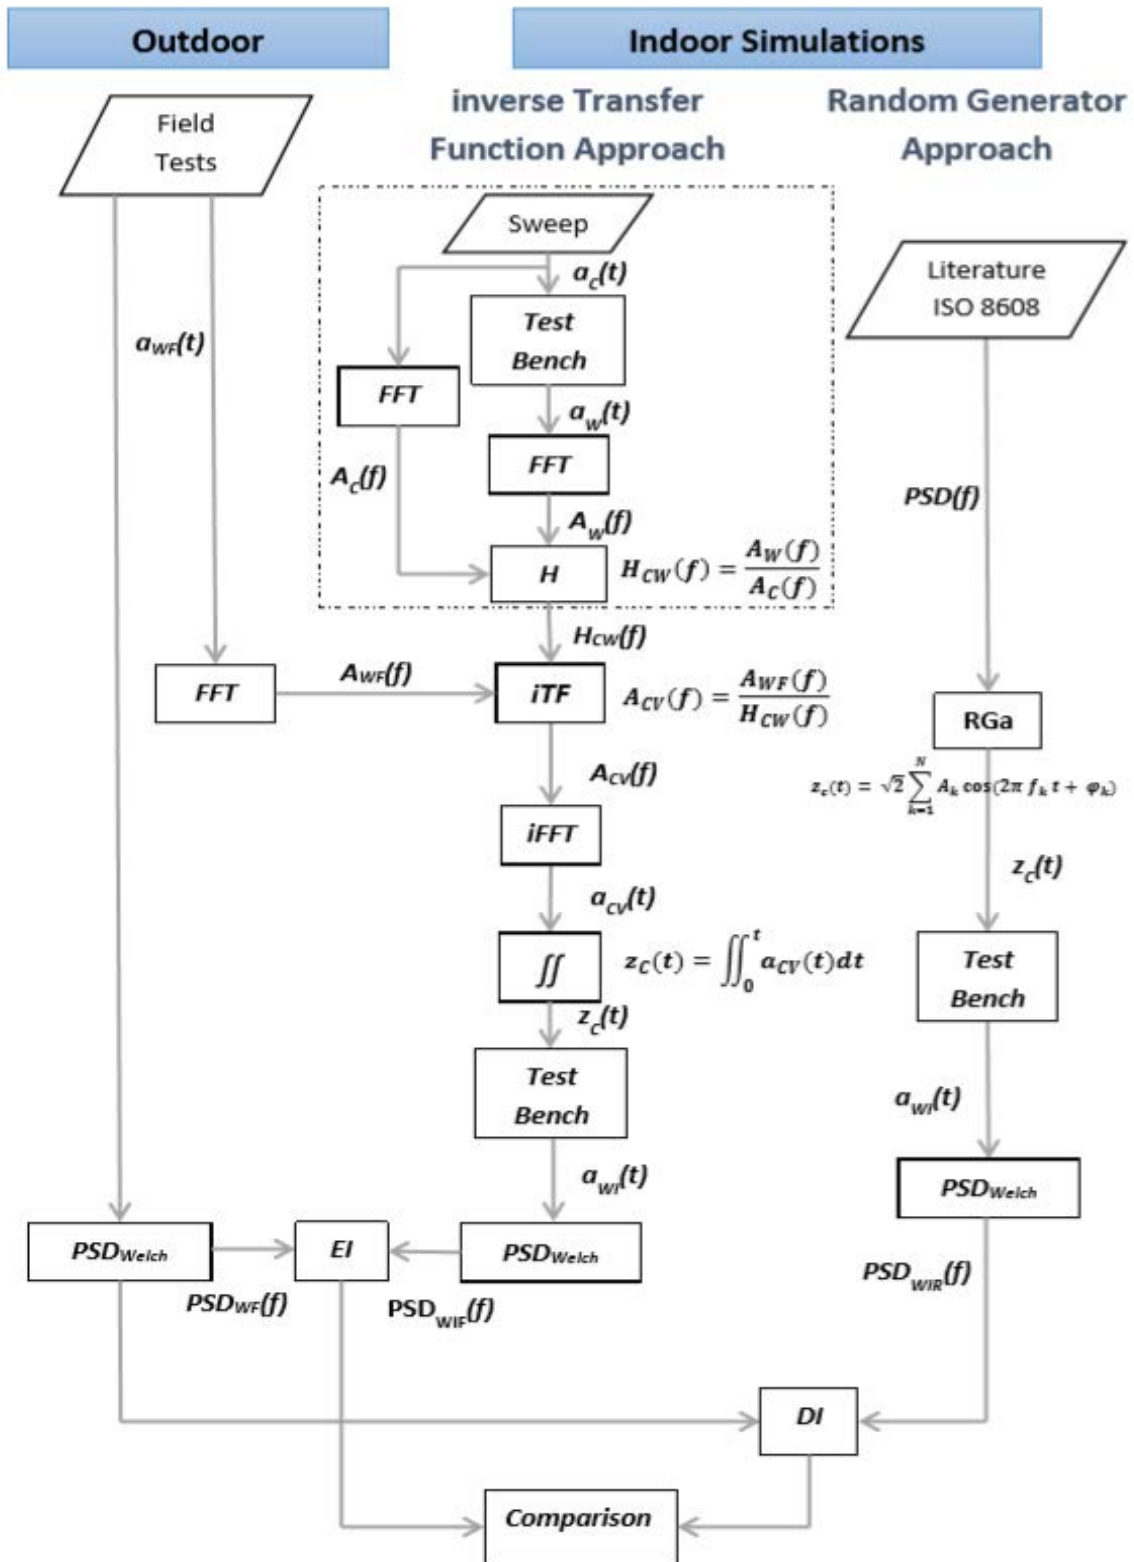 Outdoor
Indoor Simulations
inverse Transfer
Function Approach
Random Generator
Approach
Field
Tests
Sweep
Literature
ISO 8608
a_C(t)
Test
Bench
a_WF(t)
FFT
a_W(t)
FFT
A_C(f)
PSD(f)
A_W(f)
H
H_CW(f) = A_W(f) / A_C(f)
H_CW(f)
FFT
A_WF(f)
iTF
A_CV(f) = A_WF(f) / H_CW(f)
RGa
A_CV(f)
z_c(t) = √2 ∑_{k=1}^{N} A_k cos(2π f_k t + φ_k)
iFFT
z_C(t)
a_CV(t)
∬
z_C(t) = ∬_0^t a_CV(t)dt
Test
Bench
z_C(t)
Test
Bench
a_WI(t)
a_WI(t)
PSD_Welch
PSD_Welch
EI
PSD_Welch
PSD_WF(f)
PSD_WIF(f)
PSD_WIR(f)
DI
Comparison